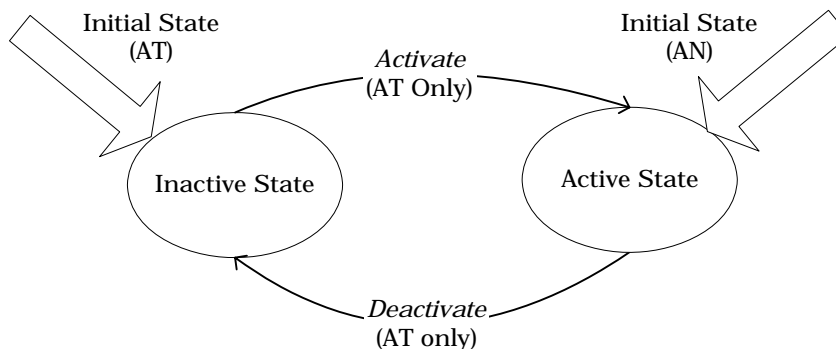 Initial State
(AT)
Initial State
(AN)
Activate
(AT Only)
Inactive State
Active State
Deactivate
(AT only)